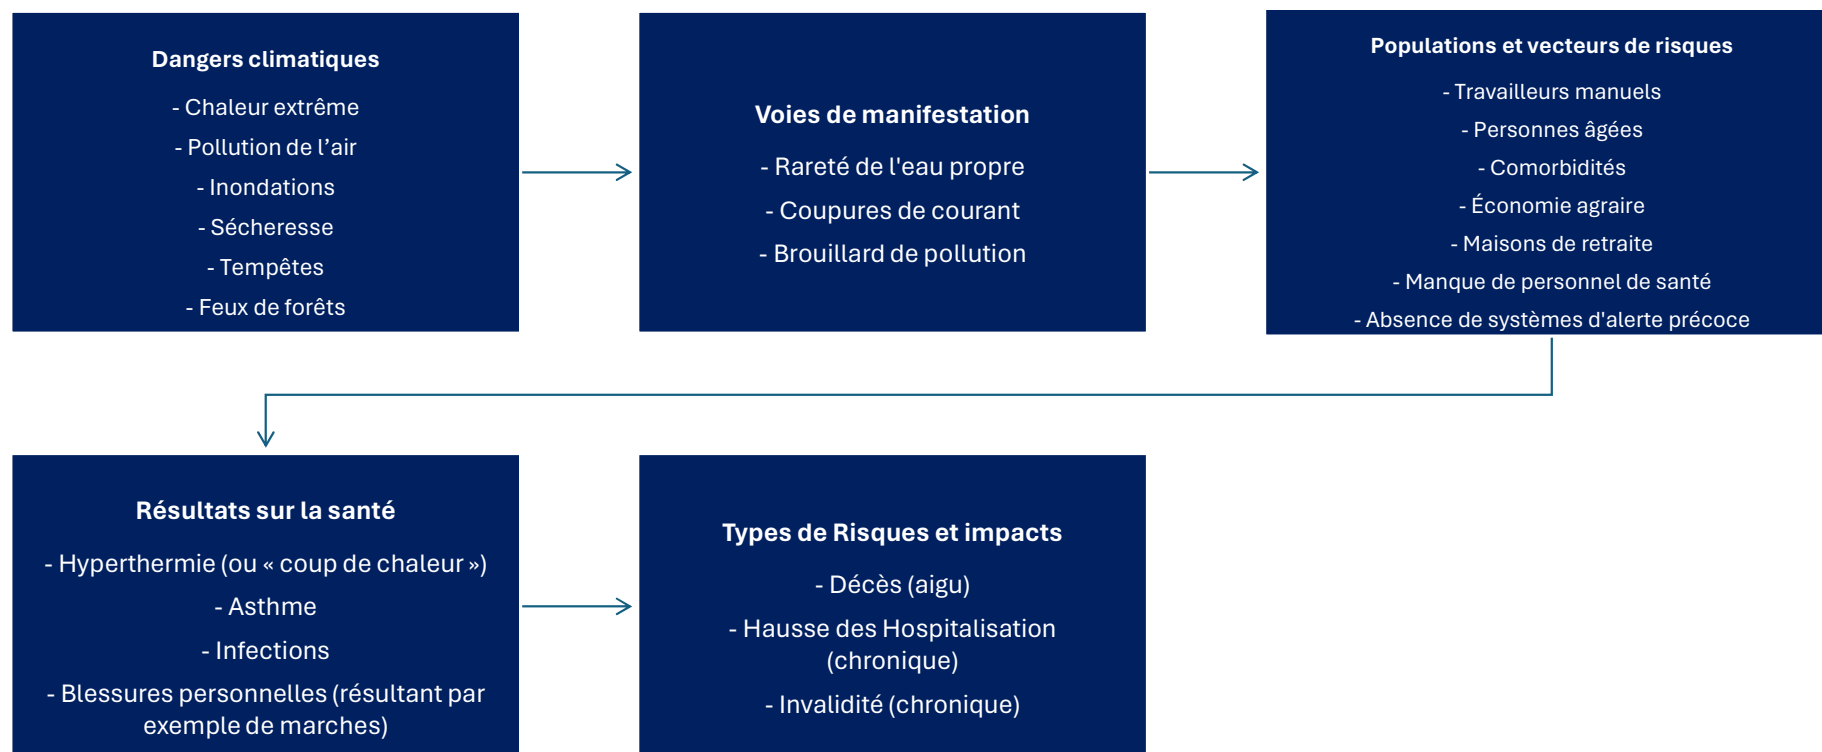 Dangers climatiques
- Chaleur extrême
- Pollution de l’air
- Inondations
- Sécheresse
- Tempêtes
- Feux de forêts
Voies de manifestation
- Rareté de l'eau propre
- Coupures de courant
- Brouillard de pollution
Populations et vecteurs de risques
- Travailleurs manuels
- Personnes âgées
- Comorbidités
- Économie agraire
- Maisons de retraite
- Manque de personnel de santé
- Absence de systèmes d'alerte précoce
Résultats sur la santé
- Hyperthermie (ou « coup de chaleur »)
- Asthme
- Infections
- Blessures personnelles (résultant par
exemple de marches)
Types de Risques et impacts
- Décès (aigu)
- Hausse des Hospitalisation
(chronique)
- Invalidité (chronique)